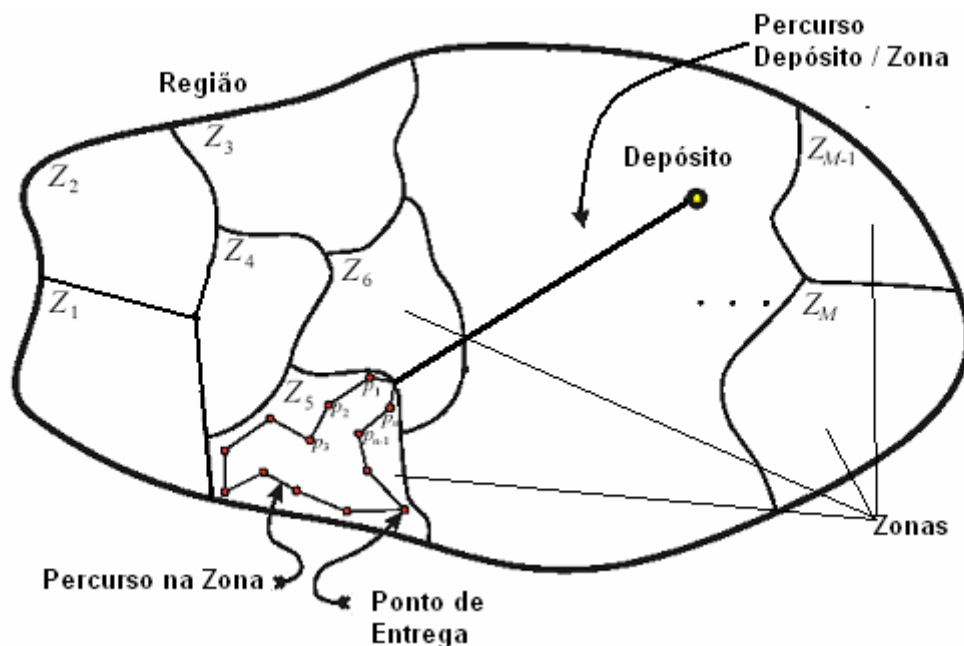 Percurso
Depósito / Zona
Região
Z3
Z2
ZM-1
Depósito
Z4
Z6
Z1
. . . .
ZM
Z5
p1
p2
pn
p3
pn-1
Zonas
Percurso na Zona
Ponto de
Entrega